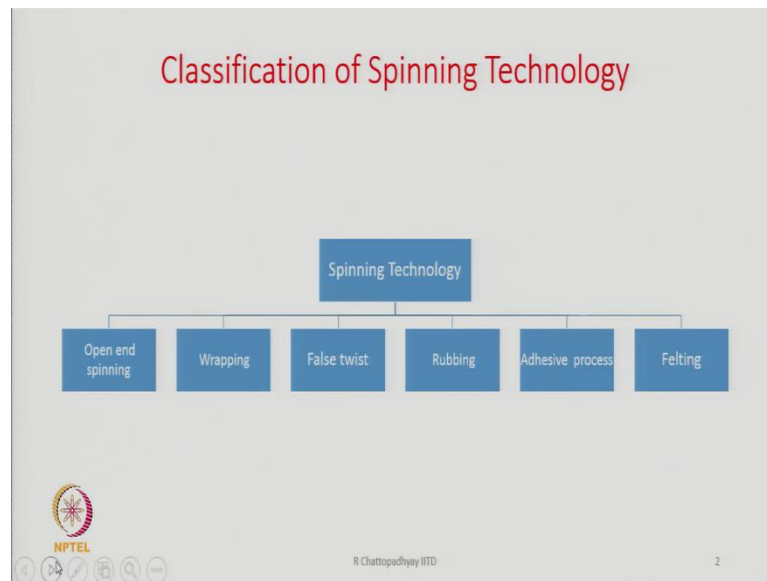 Classification of Spinning Technology
Spinning Technology
Open end
spinning
Wrapping
False twist
Rubbing
Adhesive process
Felting
NPTEL
R Chattopadhyay IITD
2